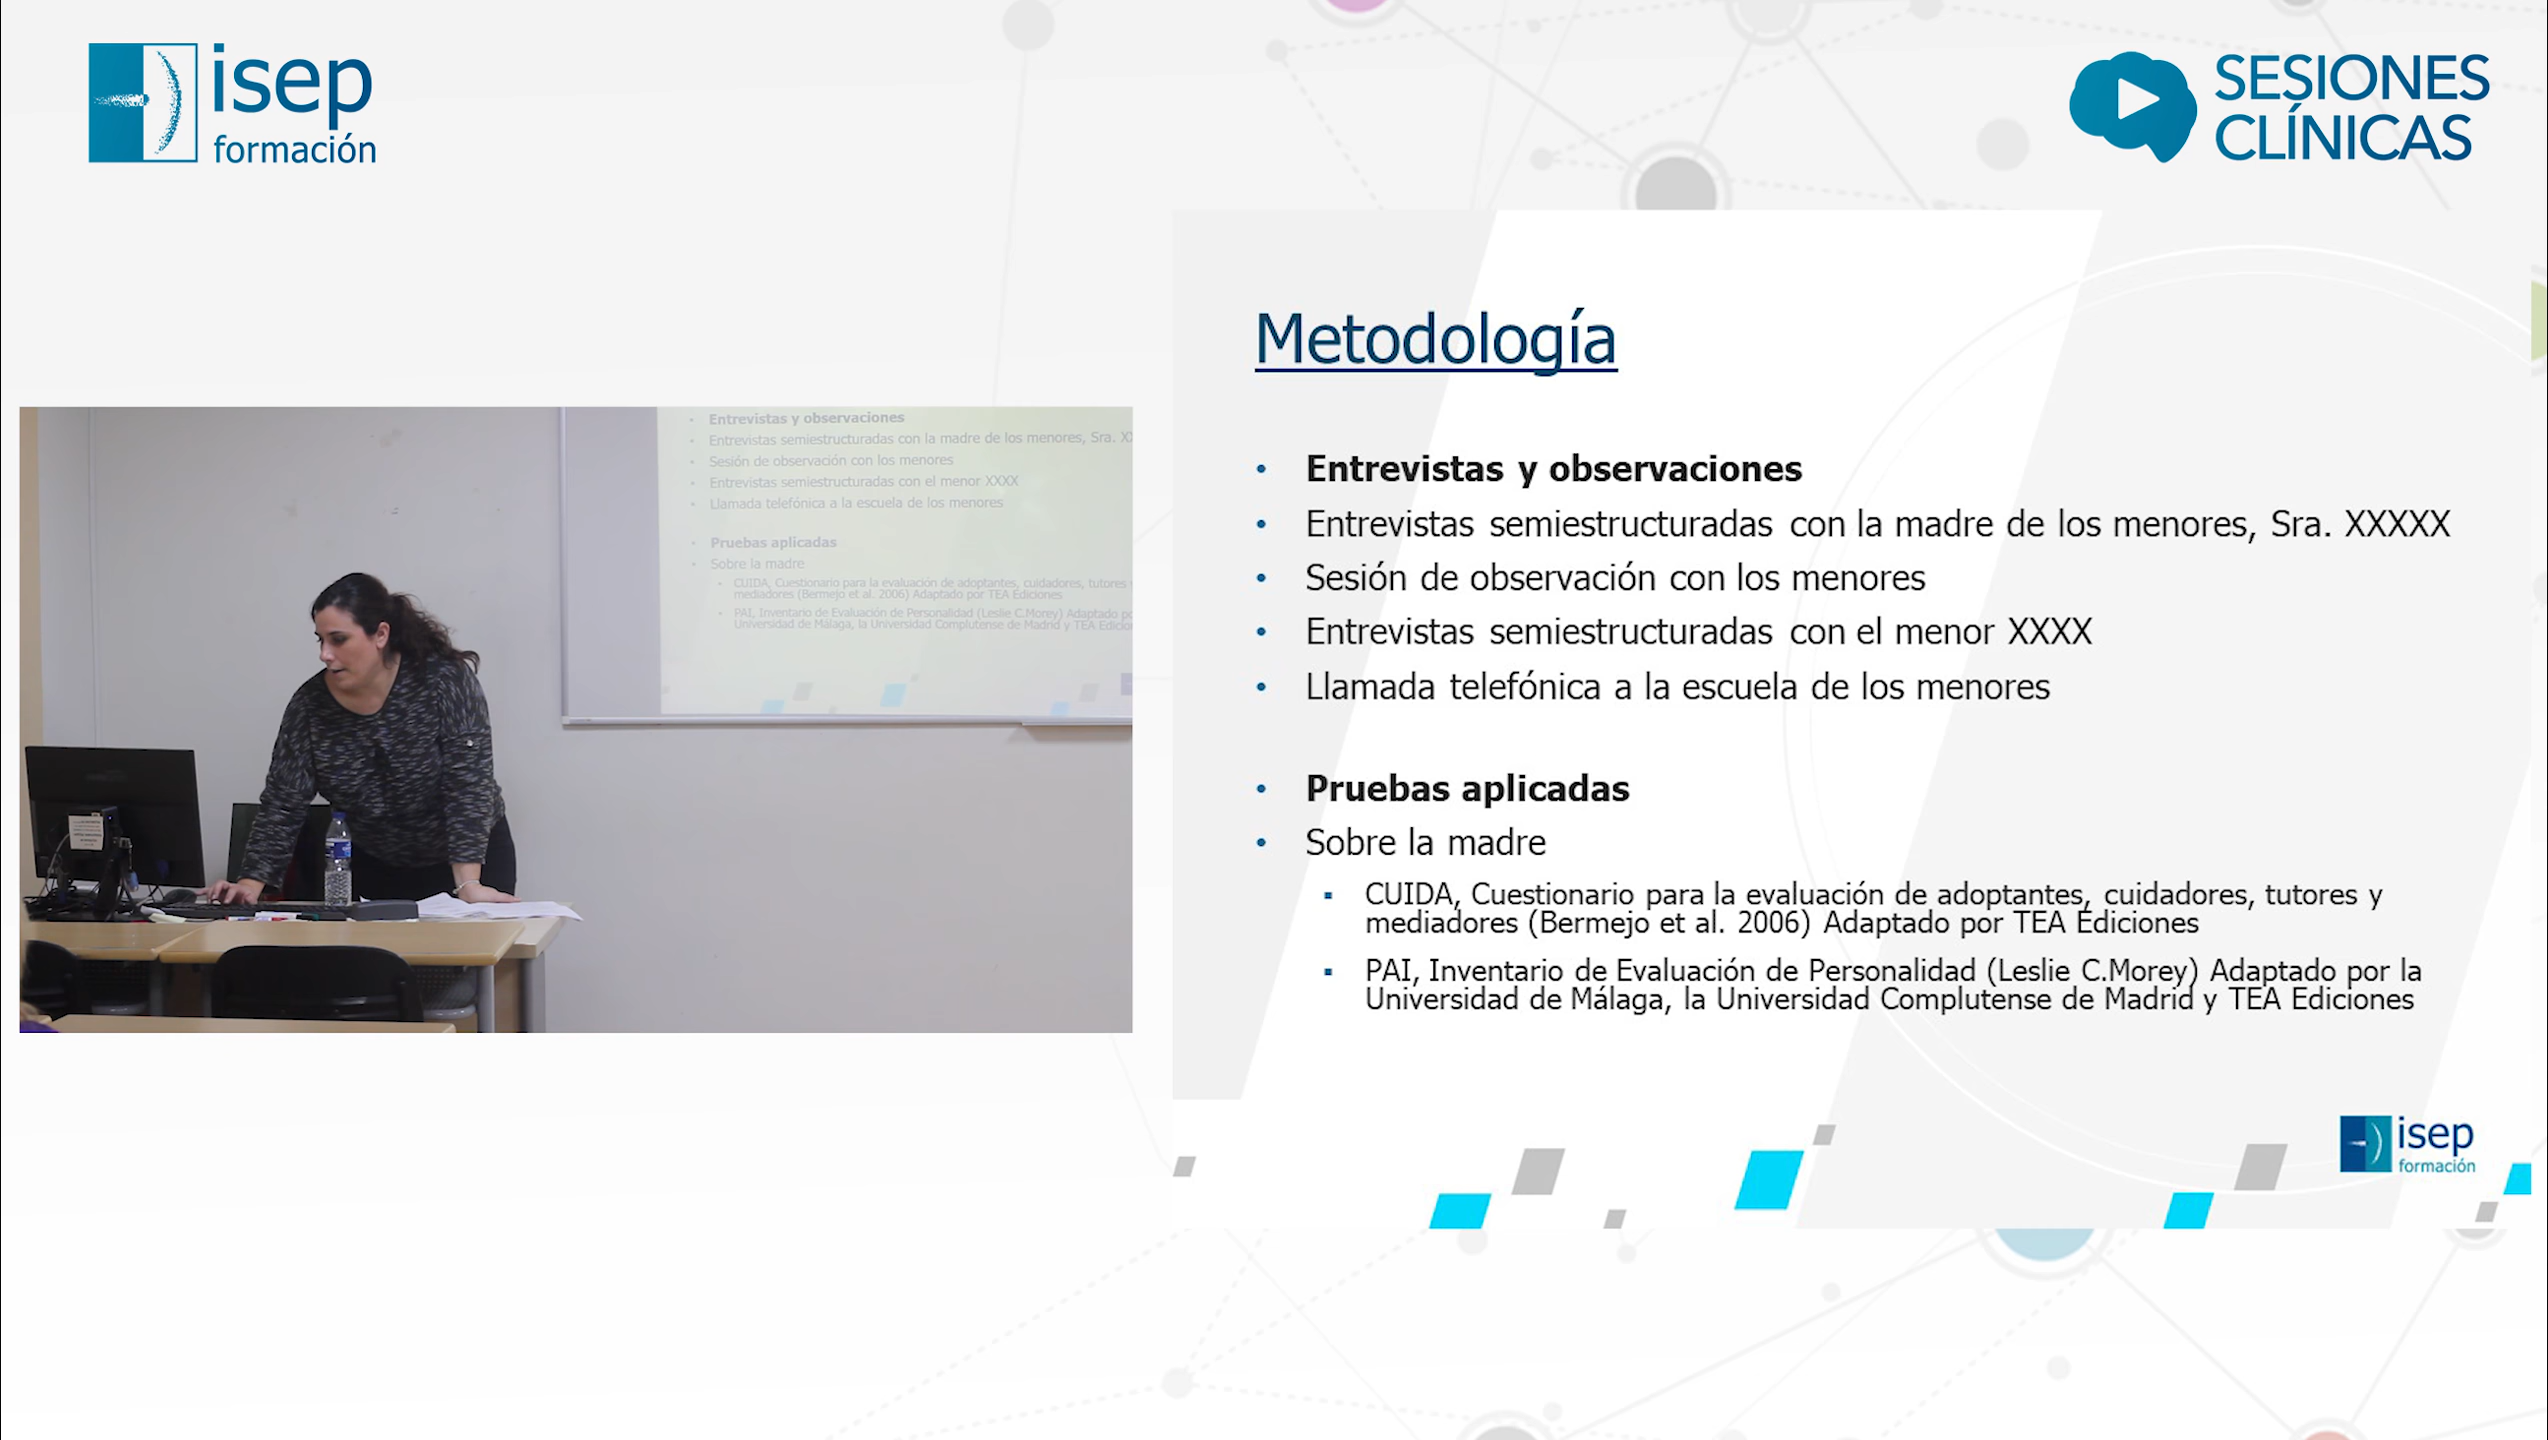 isep
formación
SESIONES
CLÍNICAS
Metodología
Entrevistas y observaciones
Entrevistas semiestructuradas con la madre de los menores, Sra. XXXXX
Sesión de observación con los menores
Entrevistas semiestructuradas con el menor XXXX
Llamada telefónica a la escuela de los menores
Pruebas aplicadas
Sobre la madre
CUIDA, Cuestionario para la evaluación de adoptantes, cuidadores, tutores y
mediadores (Bermejo et al. 2006) Adaptado por TEA Ediciones
PAI, Inventario de Evaluación de Personalidad (Leslie C.Morey) Adaptado por la
Universidad de Málaga, la Universidad Complutense de Madrid y TEA Ediciones
isep
formación
Entrevistas y observaciones
Entrevistas semiestructuradas con la madre de los menores, Sra. XX
Sesión de observación con los menores
Entrevistas semiestructuradas con el menor XXXX
Llamada telefónica a la escuela de los menores
Pruebas aplicadas
Sobre la madre
CUIDA, Cuestionario para la evaluación de adoptantes, cuidadores, tutores
mediadores (Bermejo et al. 2006) Adaptado por TEA Ediciones
PAI, Inventario de Evaluación de Personalidad (Leslie C.Morey) Adaptado po
Universidad de Málaga, la Universidad Complutense de Madrid y TEA Edicio